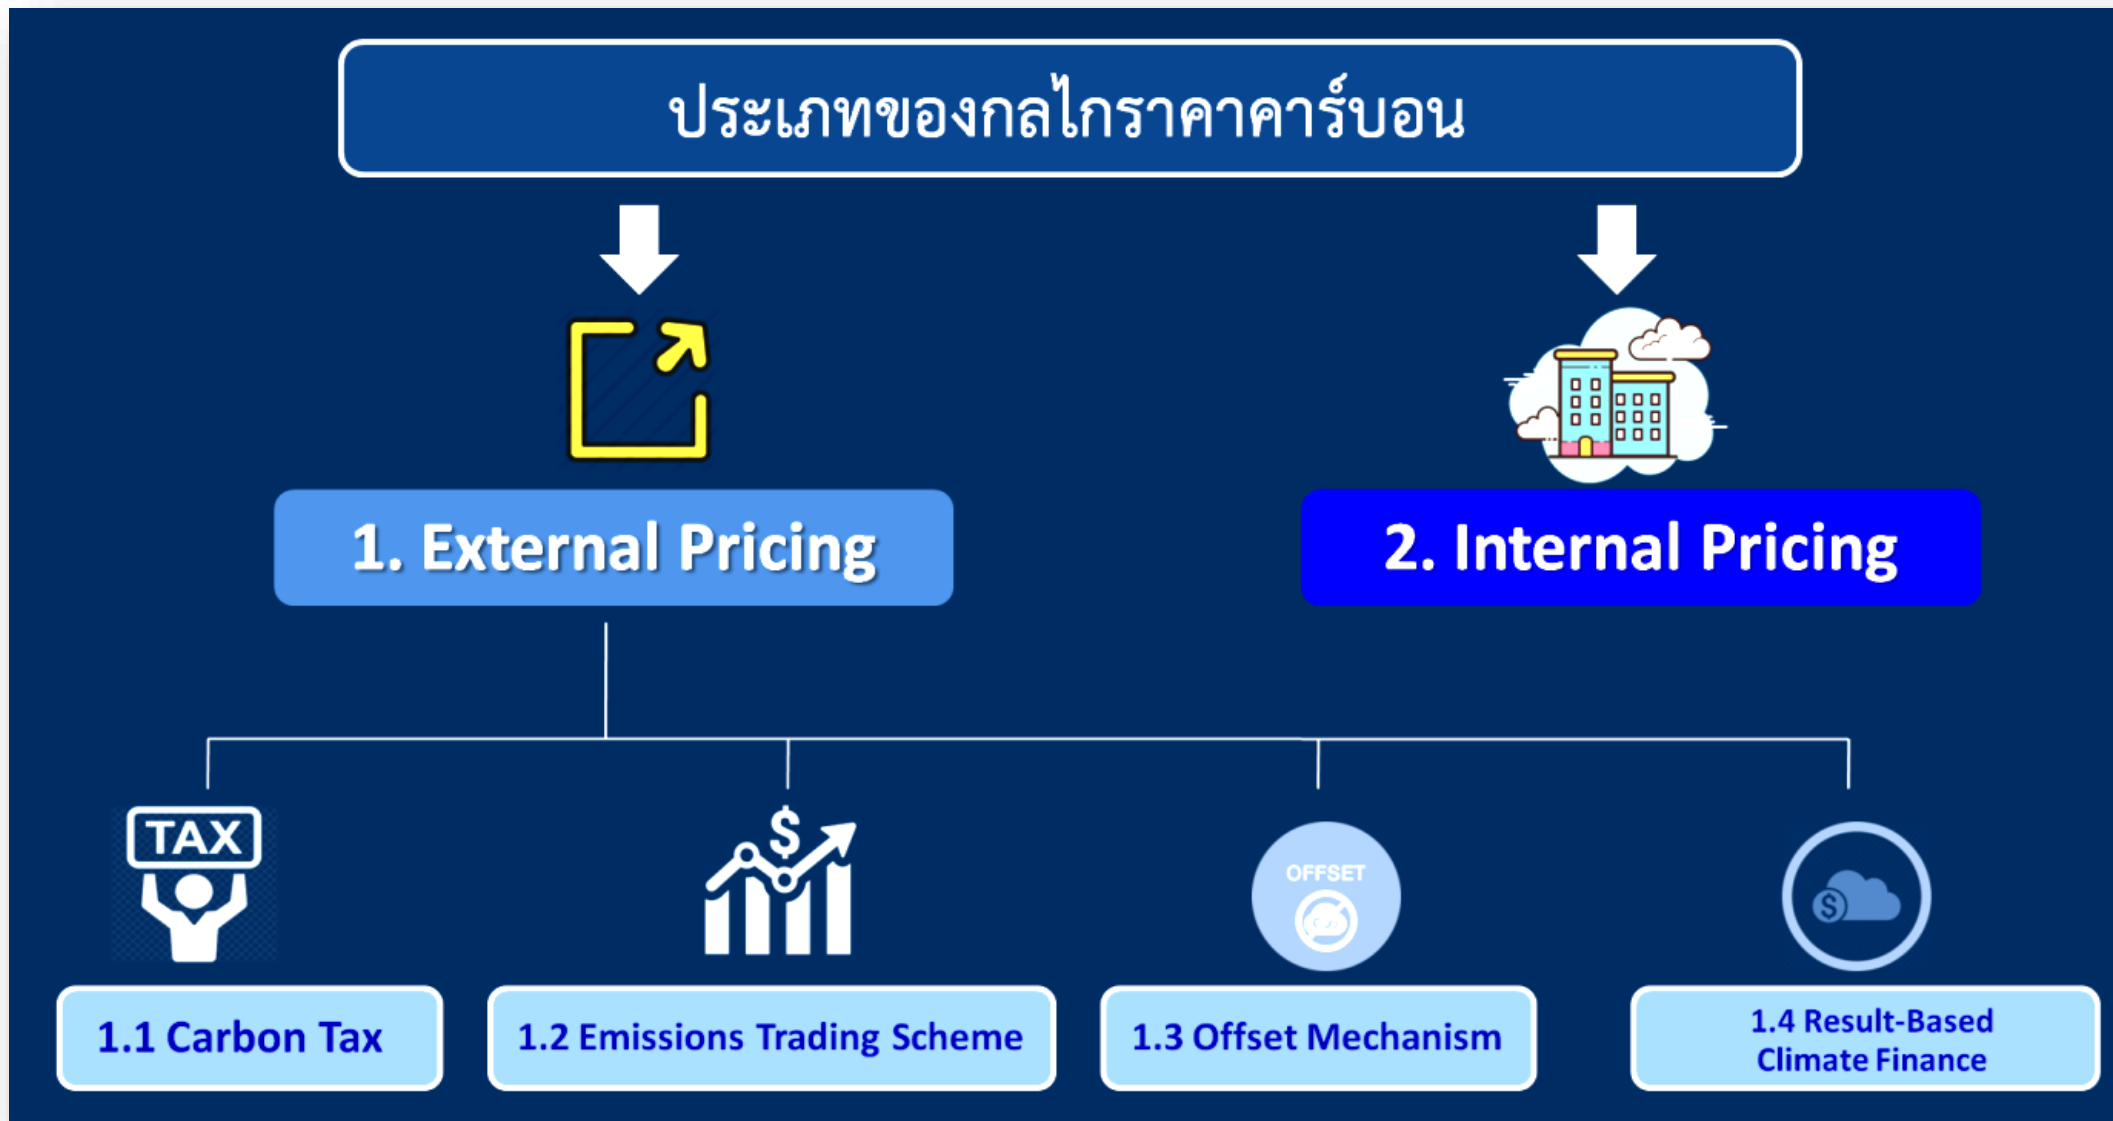 ประเภทของกลไกราคาคาร์บอน
1. External Pricing
2. Internal Pricing
TAX
$
OFFSET
$
1.1 Carbon Tax
1.2 Emissions Trading Scheme
1.3 Offset Mechanism
1.4 Result-Based
Climate Finance